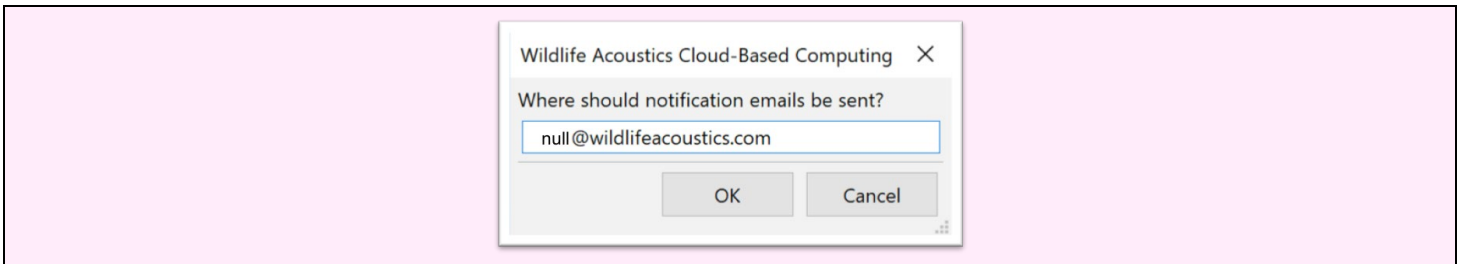 Wildlife Acoustics Cloud-Based Computing
Where should notification emails be sent?
null@wildlifeacoustics.com
OK Cancel